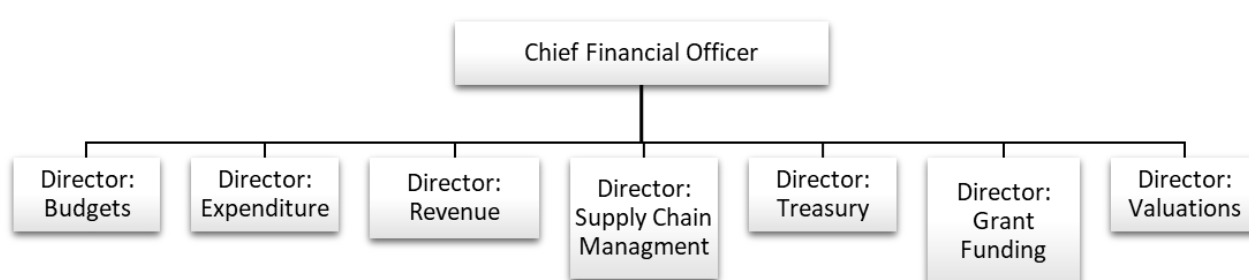 Chief Financial Officer
Director:
Budgets
Director:
Expenditure
Director:
Revenue
Director:
Supply Chain
Managment
Director:
Treasury
Director:
Grant
Funding
Director:
Valuations